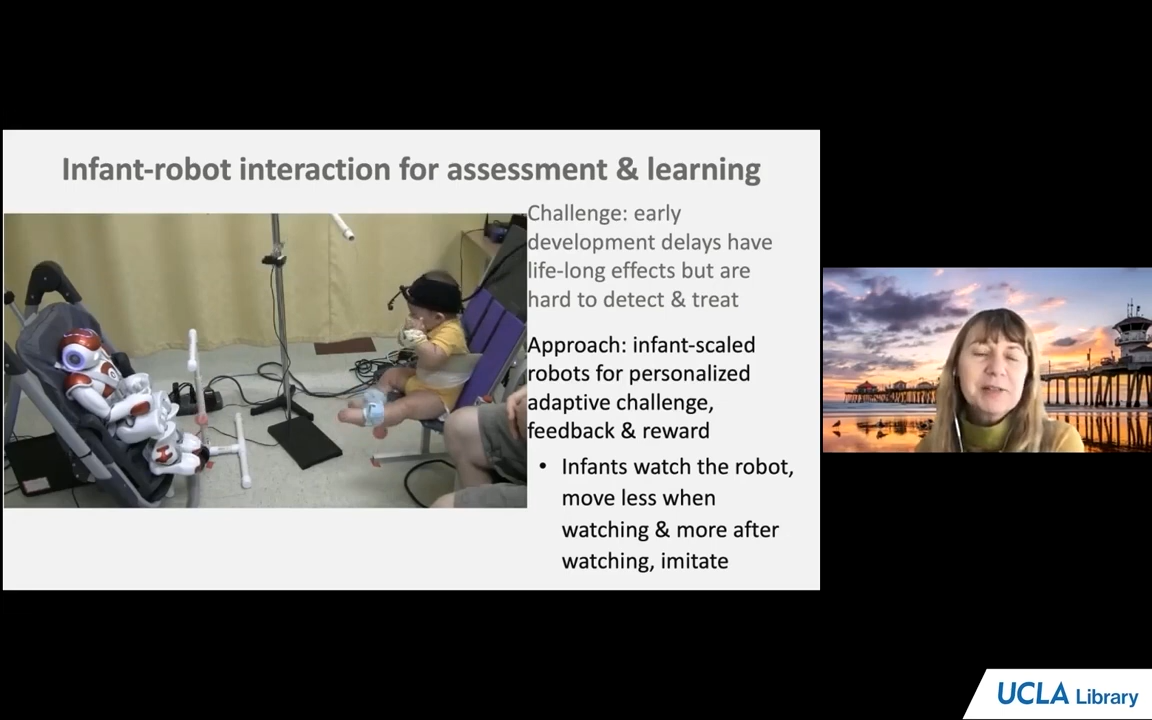 Infant-robot interaction for assessment & learning
Challenge: early
development delays have
life-long effects but are
hard to detect & treat
Approach: infant-scaled
robots for personalized
adaptive challenge,
feedback & reward
• Infants watch the robot,
move less when
watching & more after
watching, imitate
UCLA Library